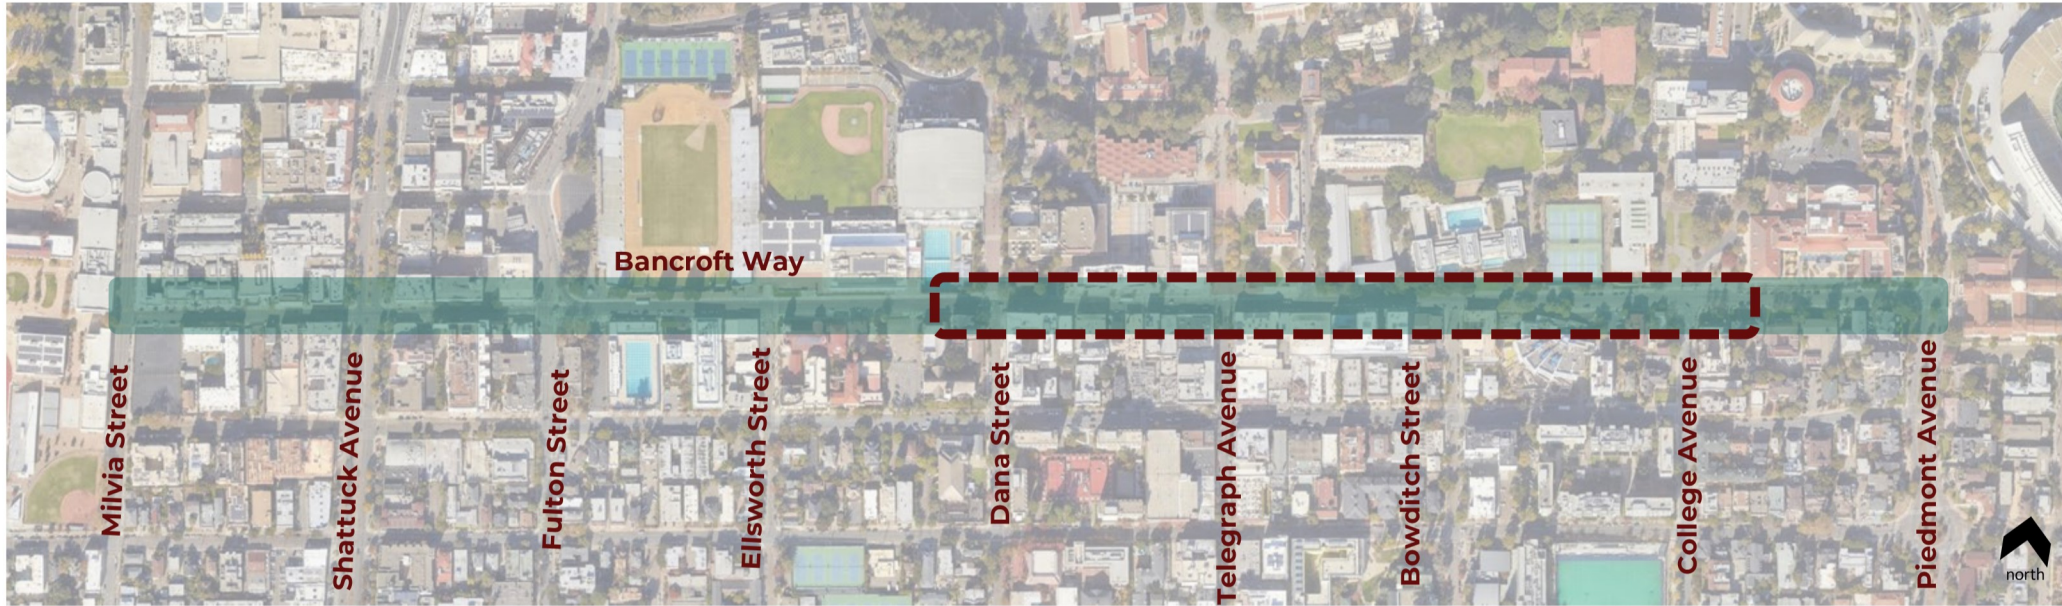 Bancroft Way
Milvia Street
Shattuck Avenue
Fulton Street
Ellsworth Street
Dana Street
Telegraph Avenue
Bowditch Street
College Avenue
Piedmont Avenue
north